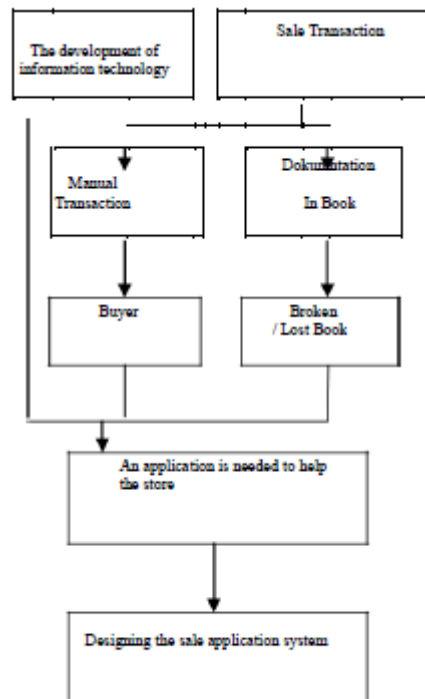 The development of
information technology
Sale Transaction
Manual
Transaction
Dokumentation
In Book
Buyer
Broken
/ Lost Book
An application is needed to help
the store
Designing the sale application system